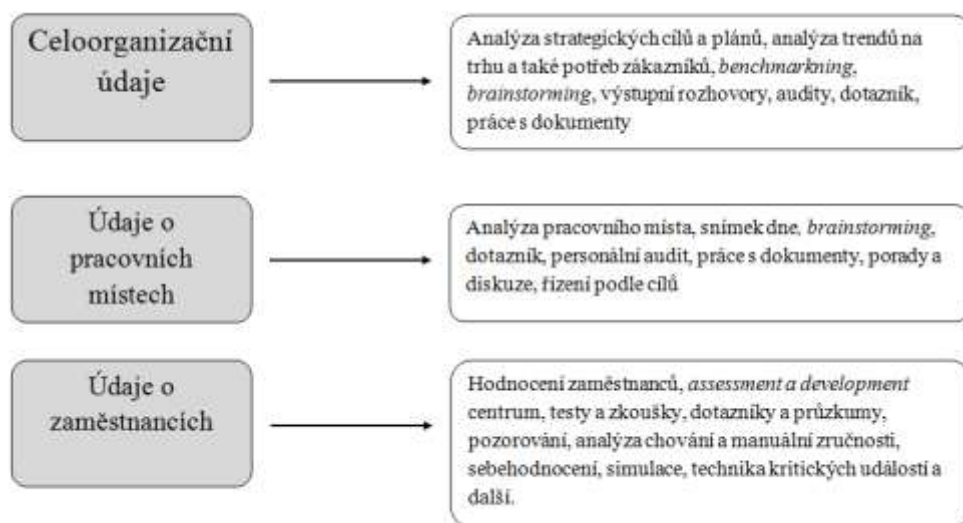 Celoorganizační
údaje
Analýza strategických cílů a plánů, analýza trendů na
trhu a také potřeb zákazníků, benchmarkning,
brainstorming, výstupní rozhovory, audity, dotazník,
práce s dokumenty
Údaje o
pracovních
místech
Analýza pracovního místa, snímek dne, brainstorming,
dotazník, personální audit, práce s dokumenty, porady a
diskuze, řízení podle cílů
Údaje o
zaměstnancích
Hodnocení zaměstnanců, assessment a development
centrum, testy a zkoušky, dotazníky a průzkumy,
pozorování, analýza chování a manuální zručnosti,
sebehodnocení, simulace, technika kritických událostí a
další.